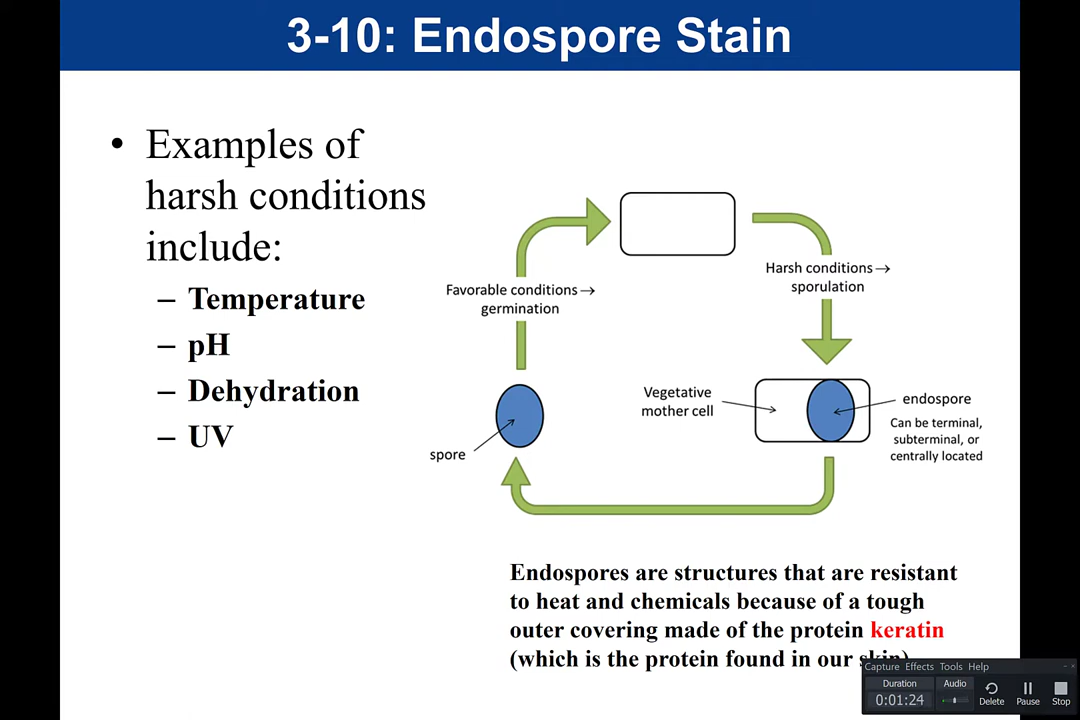 3-10: Endospore Stain
• Examples of
harsh conditions
include:
– Temperature
– pH
– Dehydration
– UV
Favorable conditions→
germination
Harsh conditions→
sporulation
Vegetative
mother cell
endospore
Can be terminal,
subterminal, or
centrally located
spore
Endospores are structures that are resistant
to heat and chemicals because of a tough
outer covering made of the protein keratin
(which is the protein found in our skin)
Capture Effects Tools Help
Duration
0:01:24
Audio
Delete
Pause
Stop